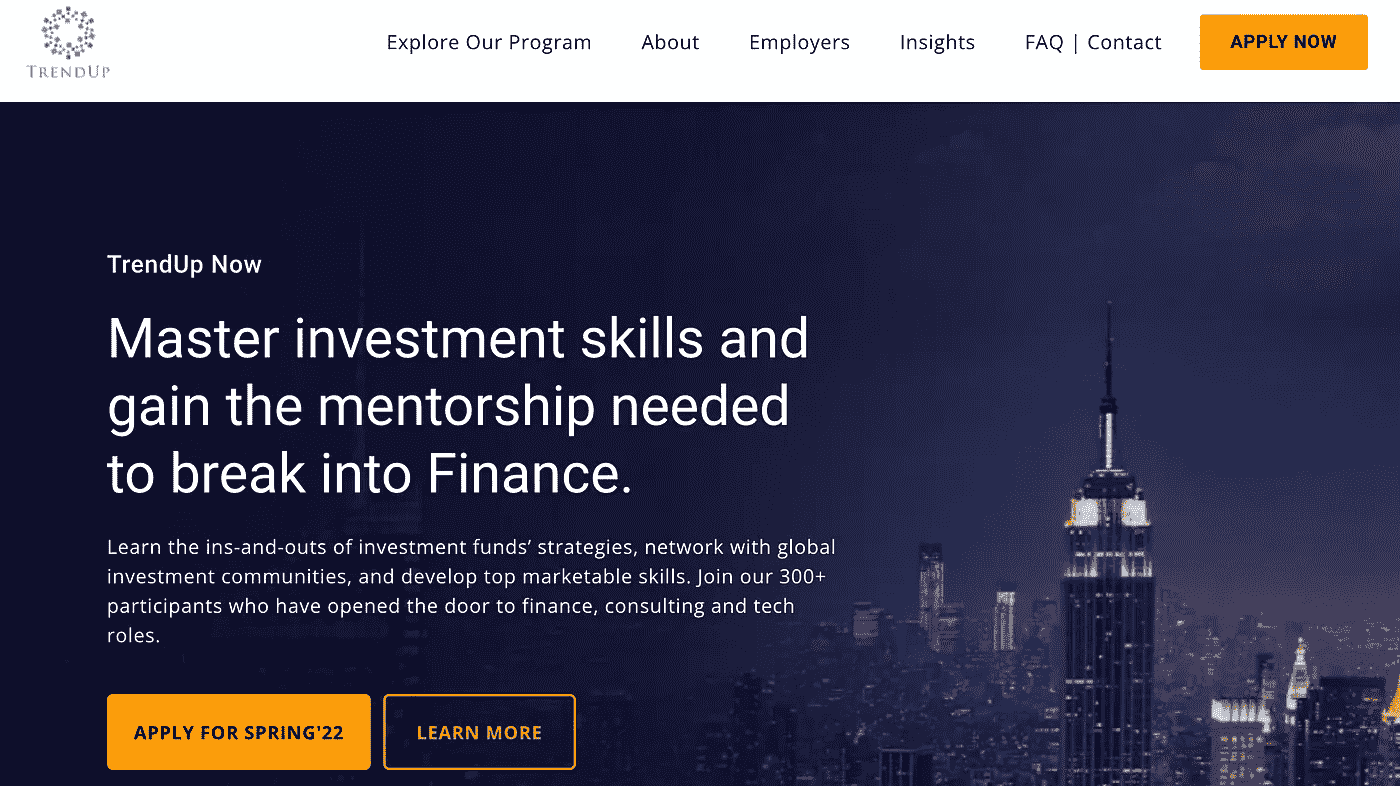 TRENDUP
Explore Our Program
About
Employers
Insights
FAQ | Contact
APPLY NOW
TrendUp Now
Master investment skills and
gain the mentorship needed
to break into Finance.
Learn the ins-and-outs of investment funds’ strategies, network with global
investment communities, and develop top marketable skills. Join our 300+
participants who have opened the door to finance, consulting and tech
roles.
APPLY FOR SPRING'22
LEARN MORE